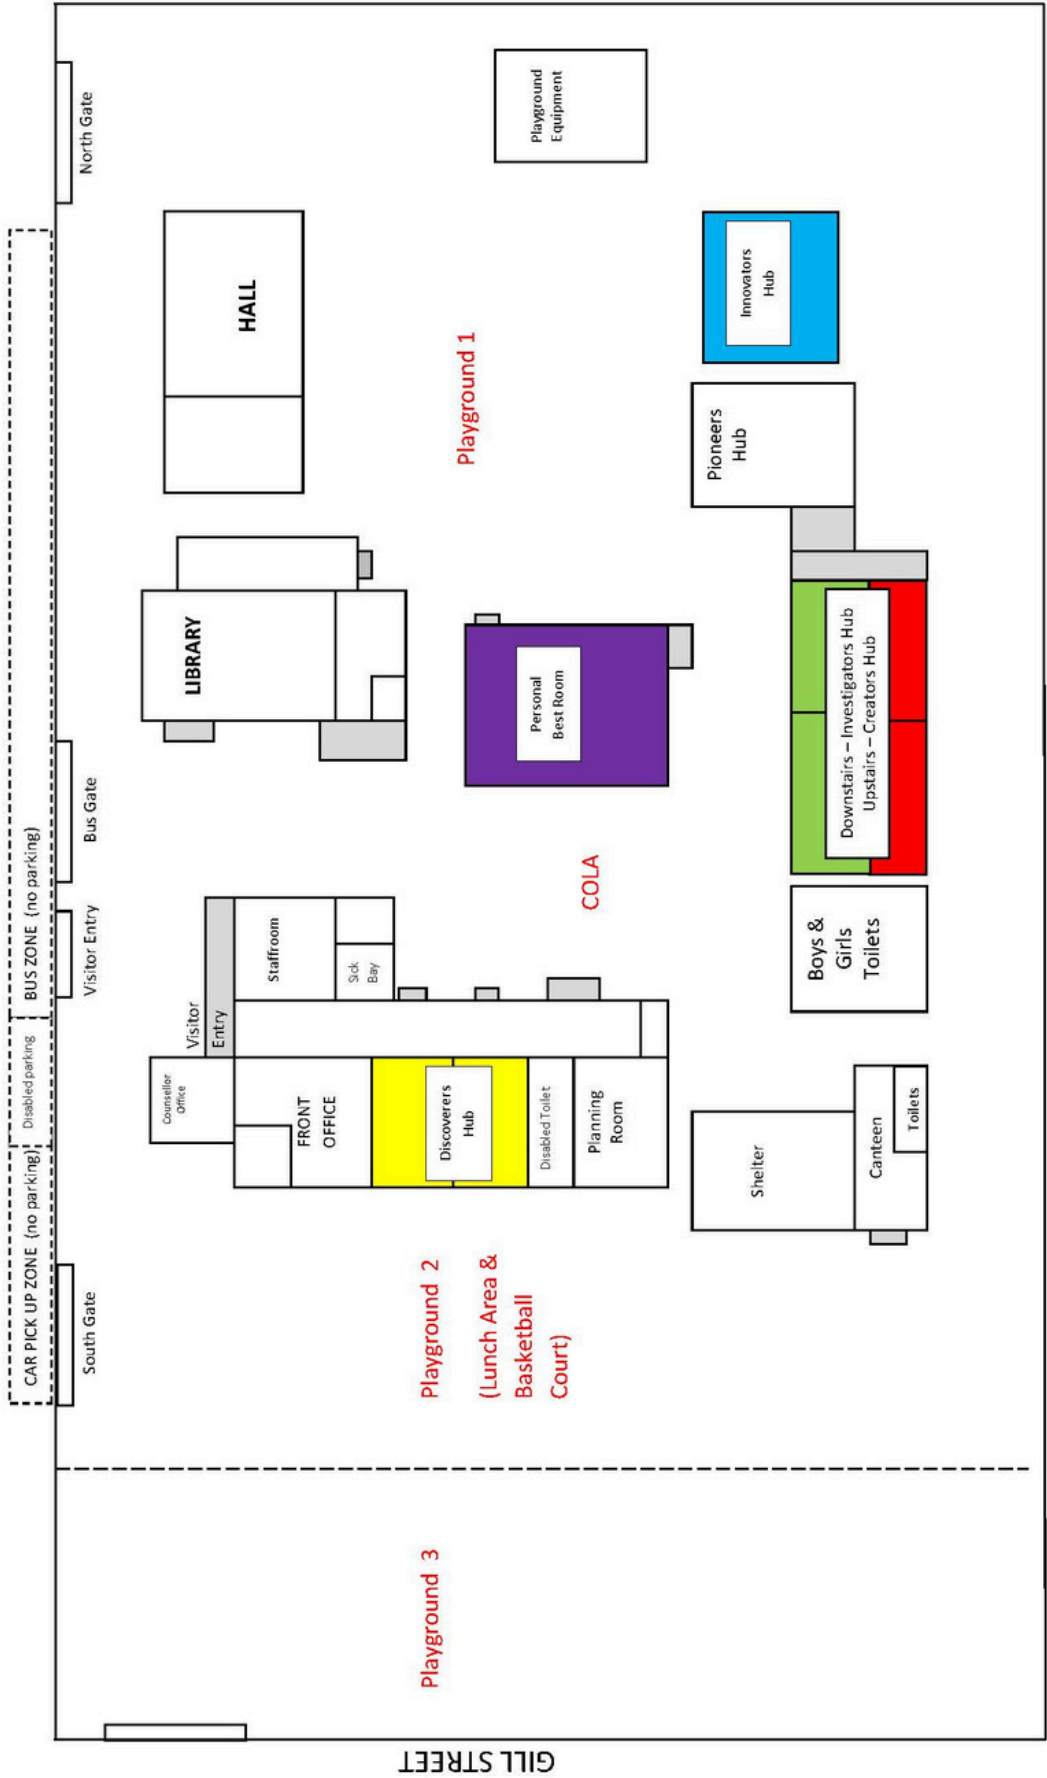 CAR PICK UP ZONE (no parking)
Disabled parking
BUS ZONE (no parking)
South Gate
Visitor Entry
Bus Gate
North Gate
Counsellor
Office
Visitor
Entry
FRONT
OFFICE
Staffroom
Sick
Bay
LIBRARY
HALL
Discoverers
Hub
Disabled Toilet
Planning
Room
Playground 3
Playground 2
(Lunch Area &
Basketball
Court)
COLA
Personal
Best Room
Playground 1
Playground
Equipment
Shelter
Canteen
Toilets
Boys &
Girls
Toilets
Downstairs – Investigators Hub
Upstairs – Creators Hub
Pioneers
Hub
Innovators
Hub
GILL STREET